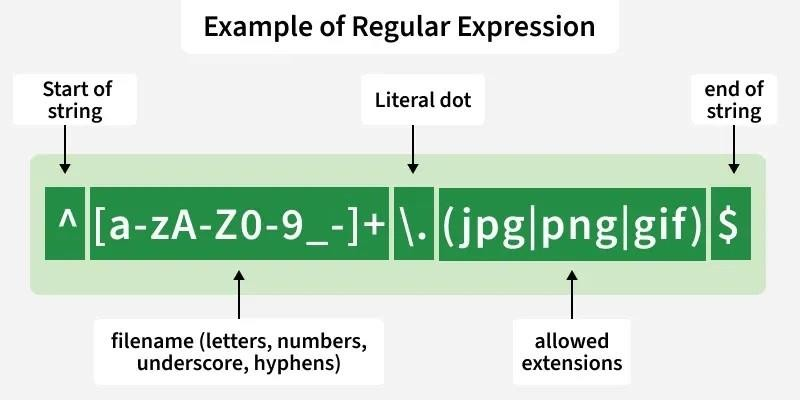 Example of Regular Expression
Start of
string
Literal dot
end of
string
^[a-zA-Z0-9_-]+\.(jpg|png|gif)$
filename (letters, numbers,
underscore, hyphens)
allowed
extensions